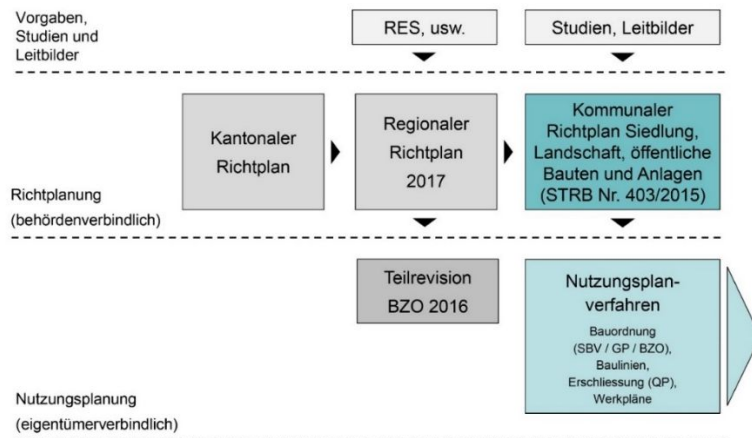 Vorgaben,
Studien und
Leitbilder
RES, usw.
Studien, Leitbilder
Kantonaler
Richtplan
Regionaler
Richtplan
2017
Kommunaler
Richtplan Siedlung,
Landschaft, öffentliche
Bauten und Anlagen
(STRB Nr. 403/2015)
Richtplanung
(behördenverbindlich)
Teilrevision
BZO 2016
Nutzungsplan-
verfahren
Bauordnung
(SBV / GP / BZO),
Baulinien,
Erschliessung (QP),
Werkpläne
Nutzungsplanung
(eigentümerverbindlich)